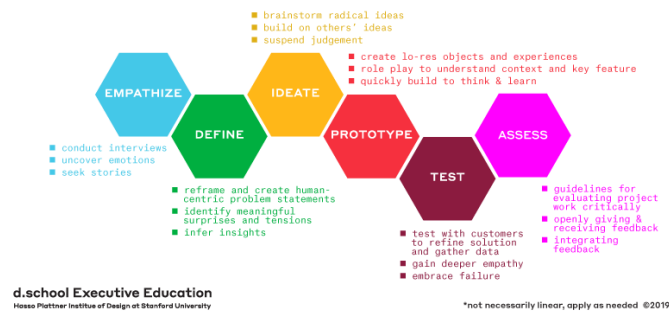 ■ brainstorm radical ideas
■ build on others' ideas
■ suspend judgement
EMPATHIZE
IDEATE
■ create lo-res objects and experiences
■ role play to understand context and key feature
■ quickly build to think & learn
DEFINE
PROTOTYPE
ASSESS
■ conduct interviews
■ uncover emotions
■ seek stories
TEST
■ reframe and create human-
centric problem statements
■ identify meaningful
surprises and tensions
■ infer insights
■ guidelines for
evaluating project
work critically
■ openly giving &
receiving feedback
■ integrating
feedback
■ test with customers
to refine solution
and gather data
■ gain deeper empathy
■ embrace failure
d.school Executive Education
Hasso Plattner Institue of Design at Stanford University
*not necessarily linear, apply as needed ©2019